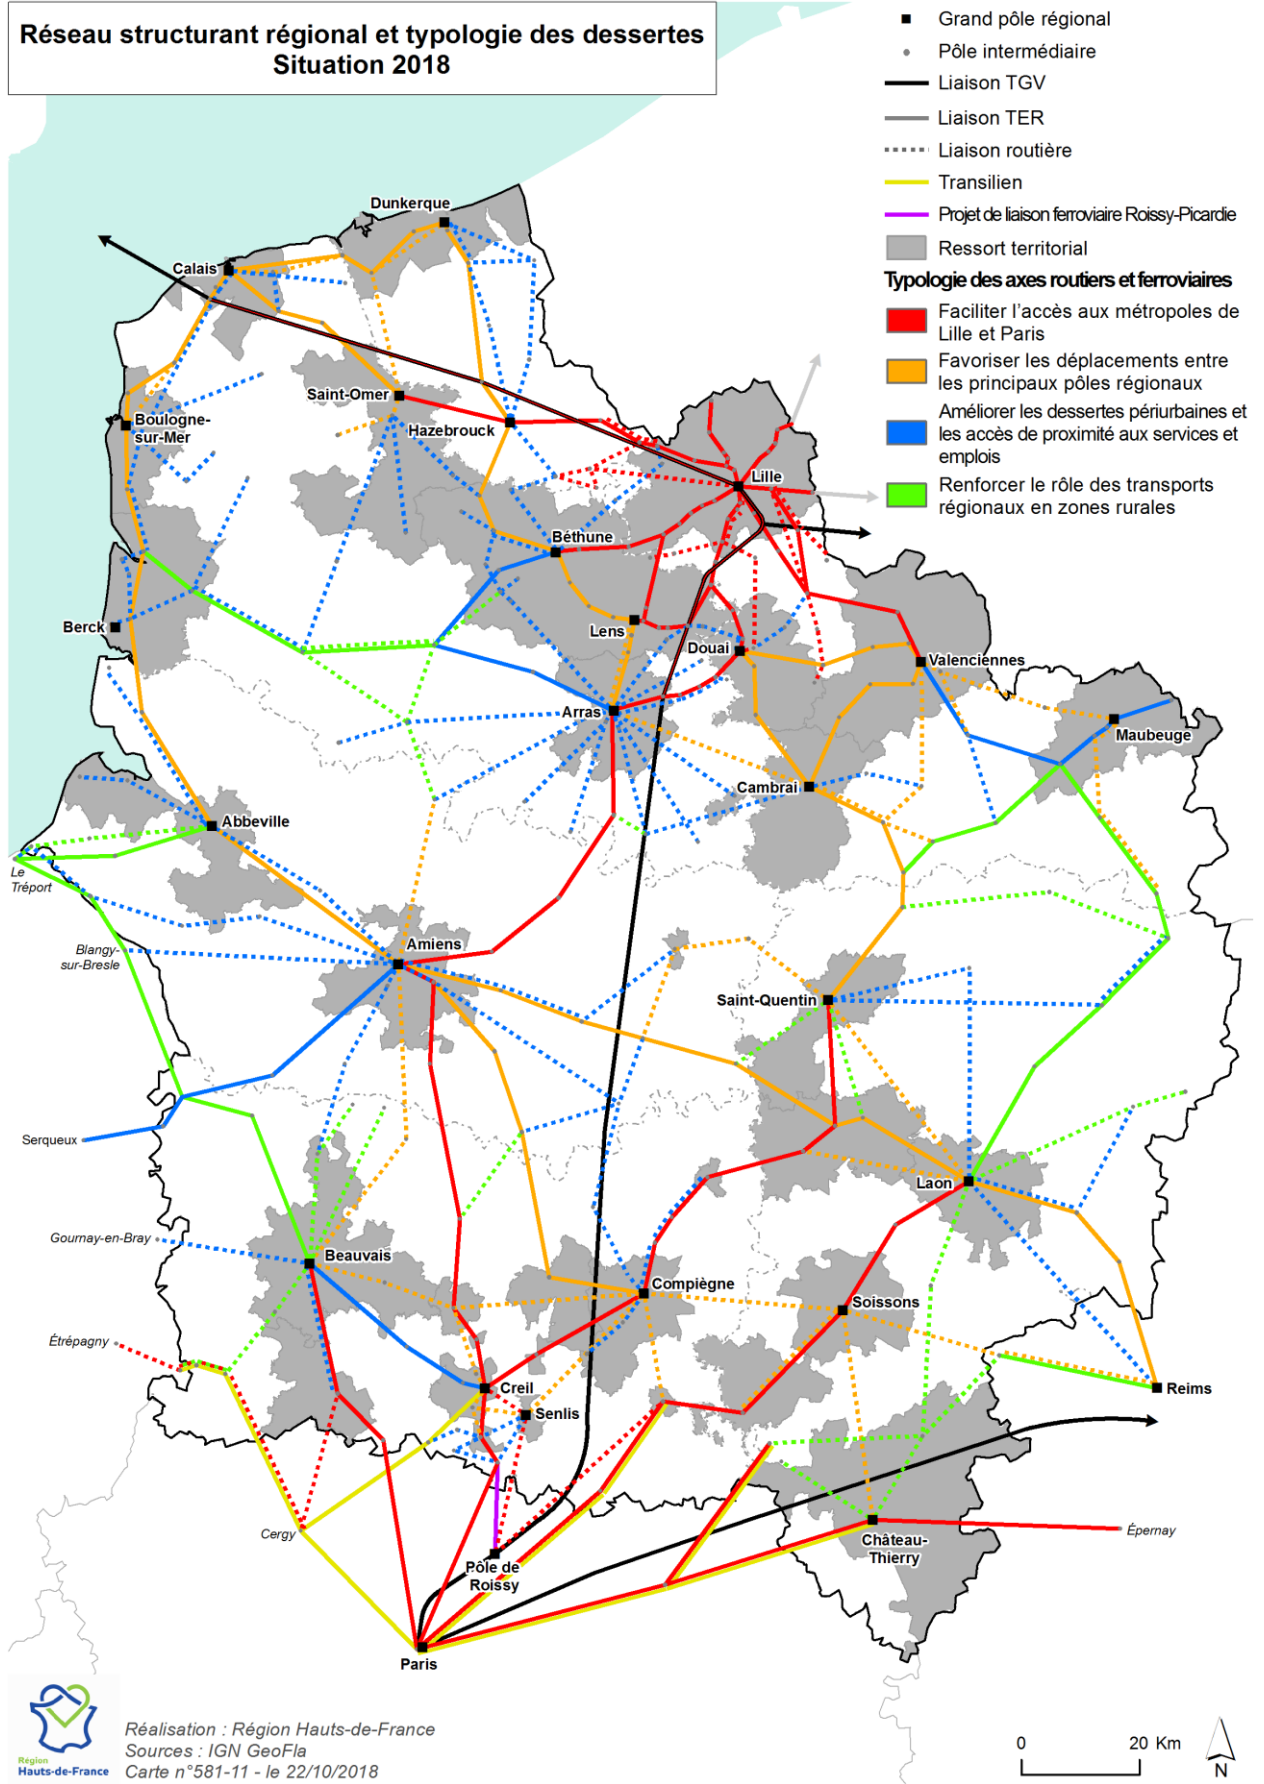 Réseau structurant régional et typologie des dessertes
Situation 2018
Grand pôle régional
Pôle intermédiaire
Liaison TGV
Liaison TER
Liaison routière
Transilien
Projet de liaison ferroviaire Roissy-Picardie
Ressort territorial
Typologie des axes routiers et ferroviaires
Faciliter l'accès aux métropoles de
Lille et Paris
Favoriser les déplacements entre
les principaux pôles régionaux
Améliorer les dessertes périurbaines et
les accès de proximité aux services et
emplois
Renforcer le rôle des transports
régionaux en zones rurales
Dunkerque
Calais
Saint-Omer
Boulogne-
sur-Mer
Hazebrouck
Lille
Béthune
Berck
Lens
Douai
Valenciennes
Arras
Maubeuge
Cambrai
Abbeville
Le
Tréport
Amiens
Blangy-
sur-Bresle
Saint-Quentin
Serqueux
Laon
Gournay-en-Bray
Beauvais
Compiègne
Soissons
Étrépagny
Creil
Reims
Senlis
Cergy
Épernay
Château-
Thierry
Pôle de
Roissy
Paris
Région
Hauts-de-France
Réalisation : Région Hauts-de-France
Sources : IGN GeoFla
Carte n°581-11 - le 22/10/2018
0 20 Km
N